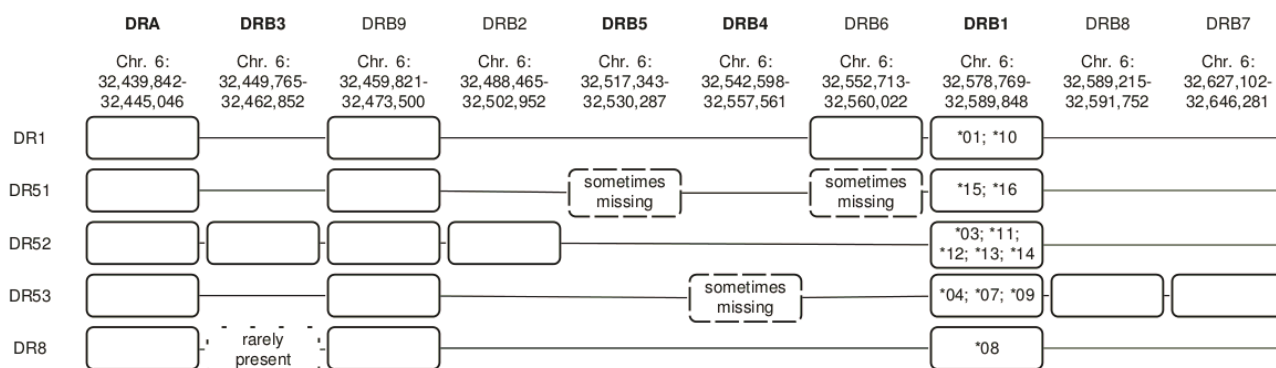 DRA DRB3 DRB9 DRB2 DRB5 DRB4 DRB6 DRB1 DRB8 DRB7
Chr. 6: Chr. 6: Chr. 6: Chr. 6: Chr. 6: Chr. 6: Chr. 6: Chr. 6: Chr. 6: Chr. 6:
32,439,842- 32,449,765- 32,459,821- 32,488,465- 32,517,343- 32,542,598- 32,552,713- 32,578,769- 32,589,215- 32,627,102-
32,445,046 32,462,852 32,473,500 32,502,952 32,530,287 32,557,561 32,560,022 32,589,848 32,591,752 32,646,281
DR1 *01; *10
DR51 sometimes missing sometimes missing *15; *16
DR52 *03; *11;
*12; *13; *14
DR53 sometimes missing *04; *07; *09
DR8 rarely present *08